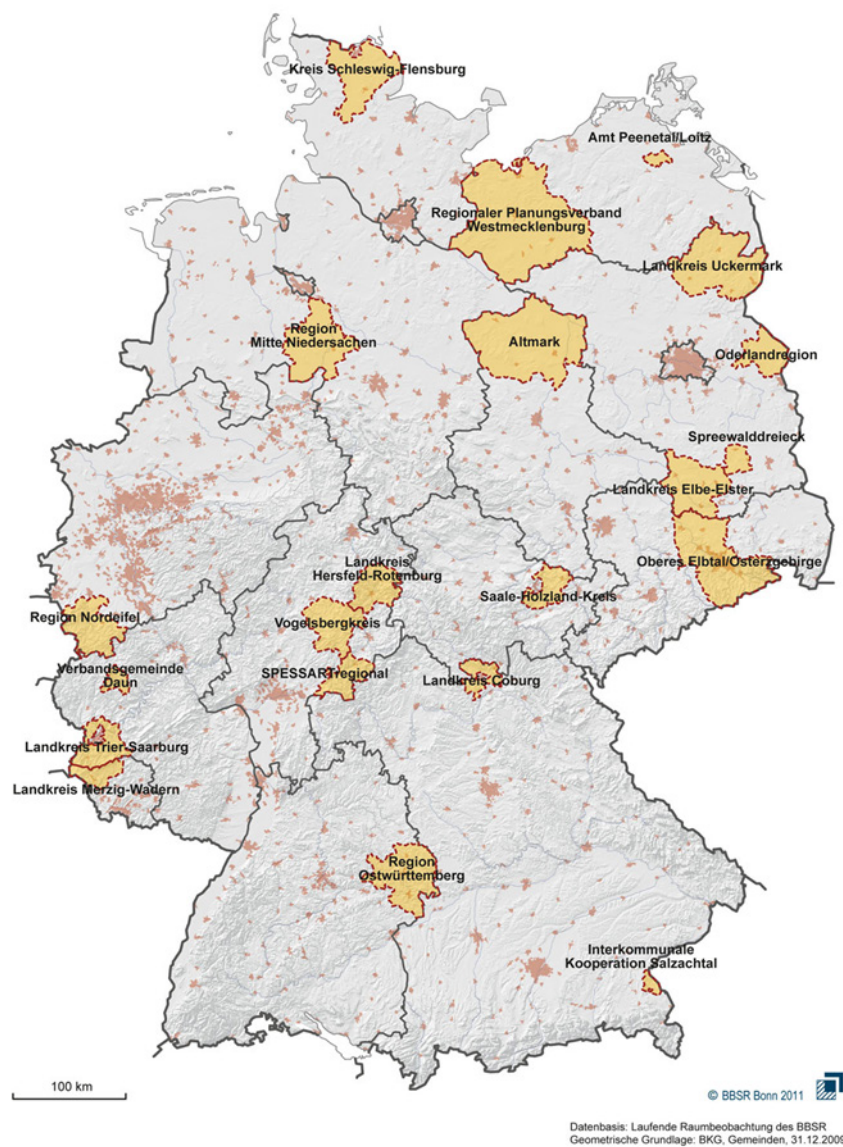 Kreis Schleswig-Flensburg
Amt Peenetal/Loitz
Regionaler Planungsverband
Westmecklenburg
Landkreis Uckermark
Region
Mitte Niedersachsen
Altmark
Oderlandregion
Spreewalddreieck
Landkreis Elbe-Elster
Landkreis
Hersfeld-Rotenburg
Oberes Elbtal/Osterzgebirge
Saale-Holzland-Kreis
Region Nordeifel
Vogelsbergkreis
Verbandsgemeinde
Daun
SPESSARTregional
Landkreis Coburg
Landkreis Trier-Saarburg
Landkreis Merzig-Wadern
Region
Ostwürttemberg
Interkommunale
Kooperation Salzachtal
100 km
© BBSR Bonn 2011
Datenbasis: Laufende Raumbeobachtung des BBSR
Geometrische Grundlage: BKG, Gemeinden, 31.12.2009